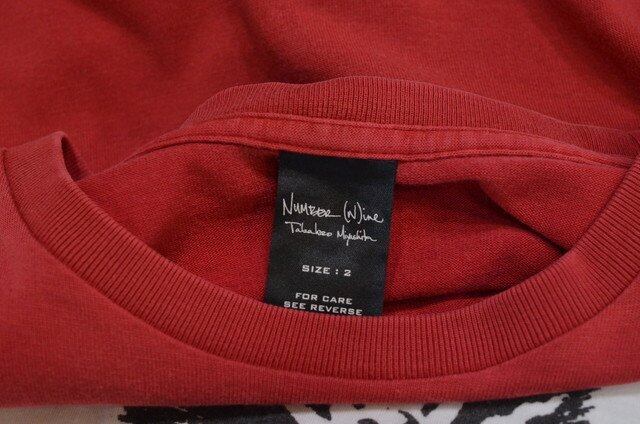 NUMBER (N)ine
Takahiro Miyashita
SIZE : 2
FOR CARE
SEE REVERSE